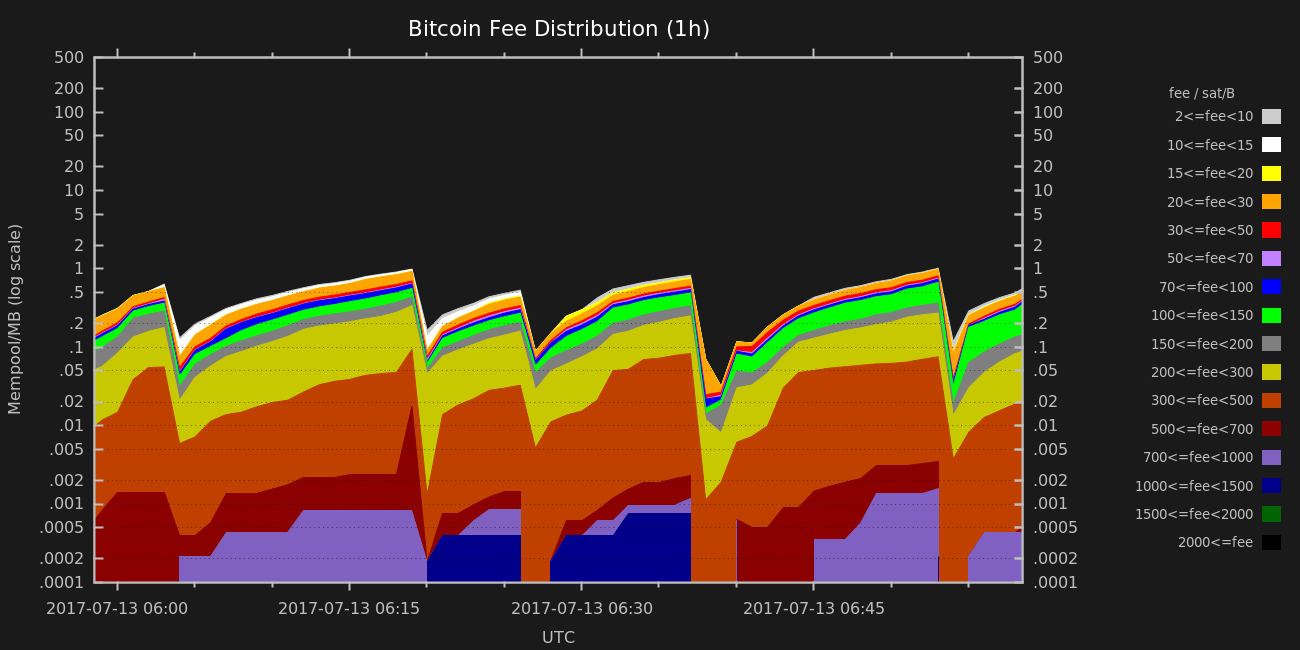 Bitcoin Fee Distribution (1h)
Mempool/MB (log scale)
500
200
100
50
20
10
5
2
1
.5
.2
.1
.05
.02
.01
.005
.002
.001
.0005
.0002
.0001
500
200
100
50
20
10
5
2
1
.5
.2
.1
.05
.02
.01
.005
.002
.001
.0005
.0002
.0001
2017-07-13 06:00
2017-07-13 06:15
2017-07-13 06:30
2017-07-13 06:45
UTC
fee / sat/B
2<=fee<10
10<=fee<15
15<=fee<20
20<=fee<30
30<=fee<50
50<=fee<70
70<=fee<100
100<=fee<150
150<=fee<200
200<=fee<300
300<=fee<500
500<=fee<700
700<=fee<1000
1000<=fee<1500
1500<=fee<2000
2000<=fee